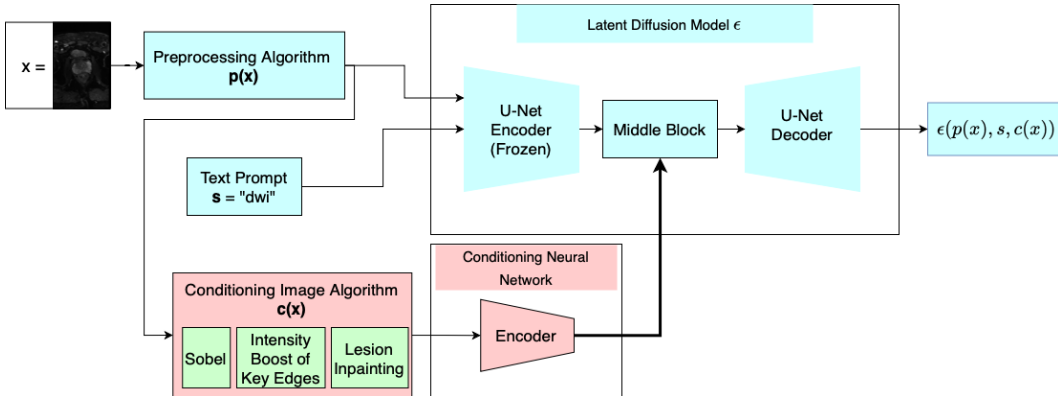 x =
Preprocessing Algorithm
p(x)
Text Prompt
s = "dwi"
Latent Diffusion Model ϵ
U-Net
Encoder
(Frozen)
Middle Block
U-Net
Decoder
ϵ(p(x), s, c(x))
Conditioning Image Algorithm
c(x)
Sobel
Intensity
Boost of
Key Edges
Lesion
Inpainting
Conditioning Neural
Network
Encoder